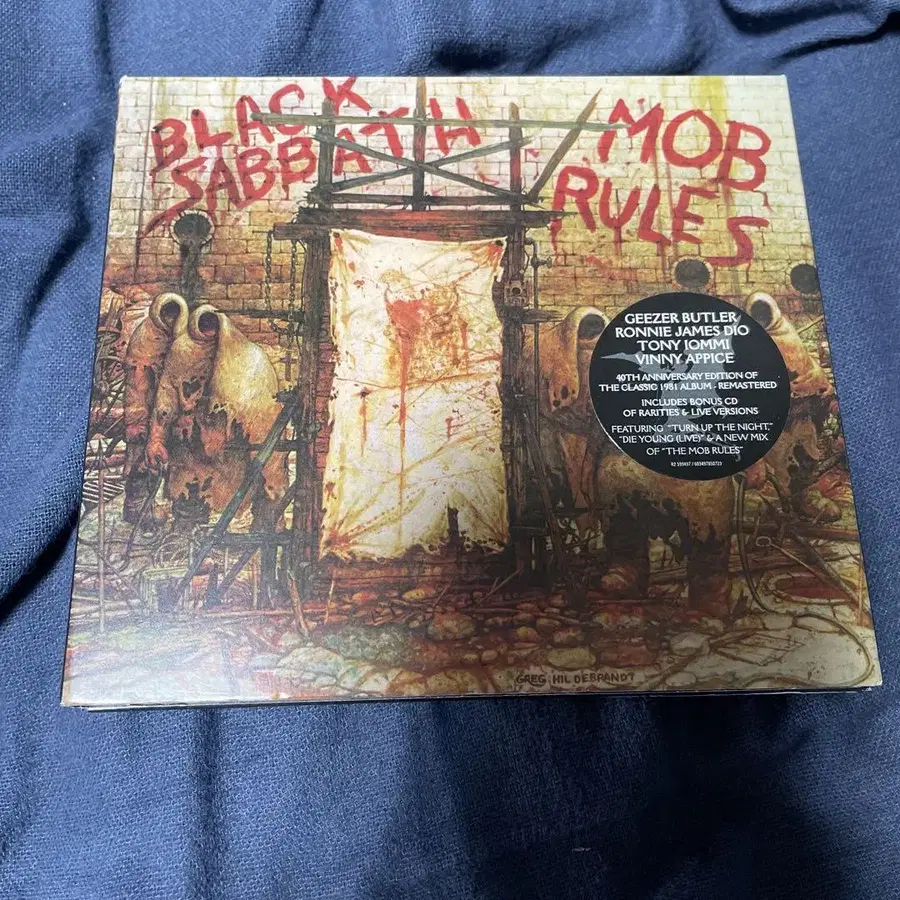 BLACK
SABBATH
MOB
RULES
GEEZER BUTLER
RONNIE JAMES DIO
TONY IOMMI
VINNY APPICE
40TH ANNIVERSARY EDITION OF
THE CLASSIC 1981 ALBUM - REMASTERED
INCLUDES BONUS CD
OF RARITIES & LIVE VERSIONS
FEATURING "TURN UP THE NIGHT,"
"DIE YOUNG (LIVE)" & A NEW MIX
OF "THE MOB RULES"
GREG HILDEBRANDT